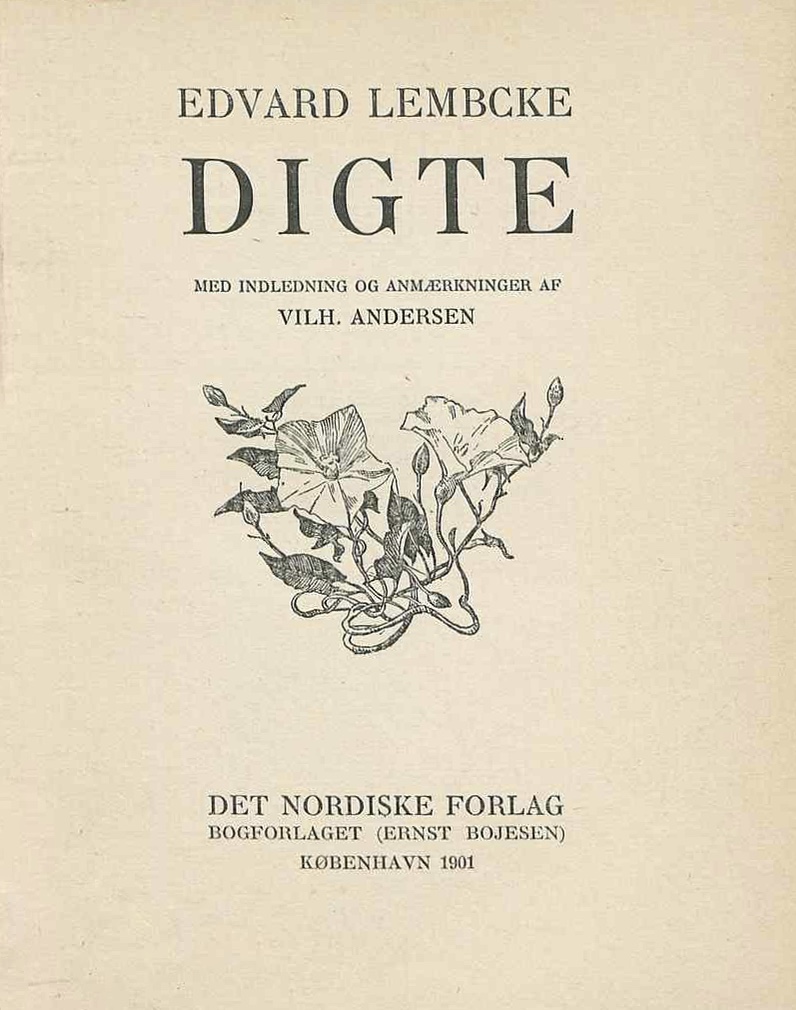 EDVARD LEMBCKE
DIGTE
MED INDLEDNING OG ANMÆRKNINGER AF
VILH. ANDERSEN
DET NORDISKE FORLAG
BOGFORLAGET (ERNST BOJESEN)
KØBENHAVN 1901